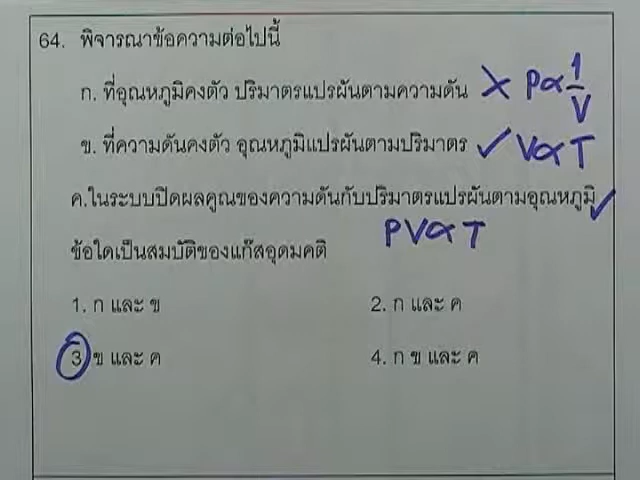 64. พิจารณาข้อความต่อไปนี้
ก. ที่อุณหภูมิคงตัว ปริมาตรแปรผันตามความดัน ✗ P∝1/V
ข. ที่ความดันคงตัว อุณหภูมิแปรผันตามปริมาตร ✓ V∝T
ค.ในระบบปิดผลคูณของความดันกับปริมาตรแปรผันตามอุณหภูมิ ✓
PV∝T
ข้อใดเป็นสมบัติของแก๊สอุดมคติ
1. ก และ ข 2. ก และ ค
3 ข และ ค 4. ก ข และ ค